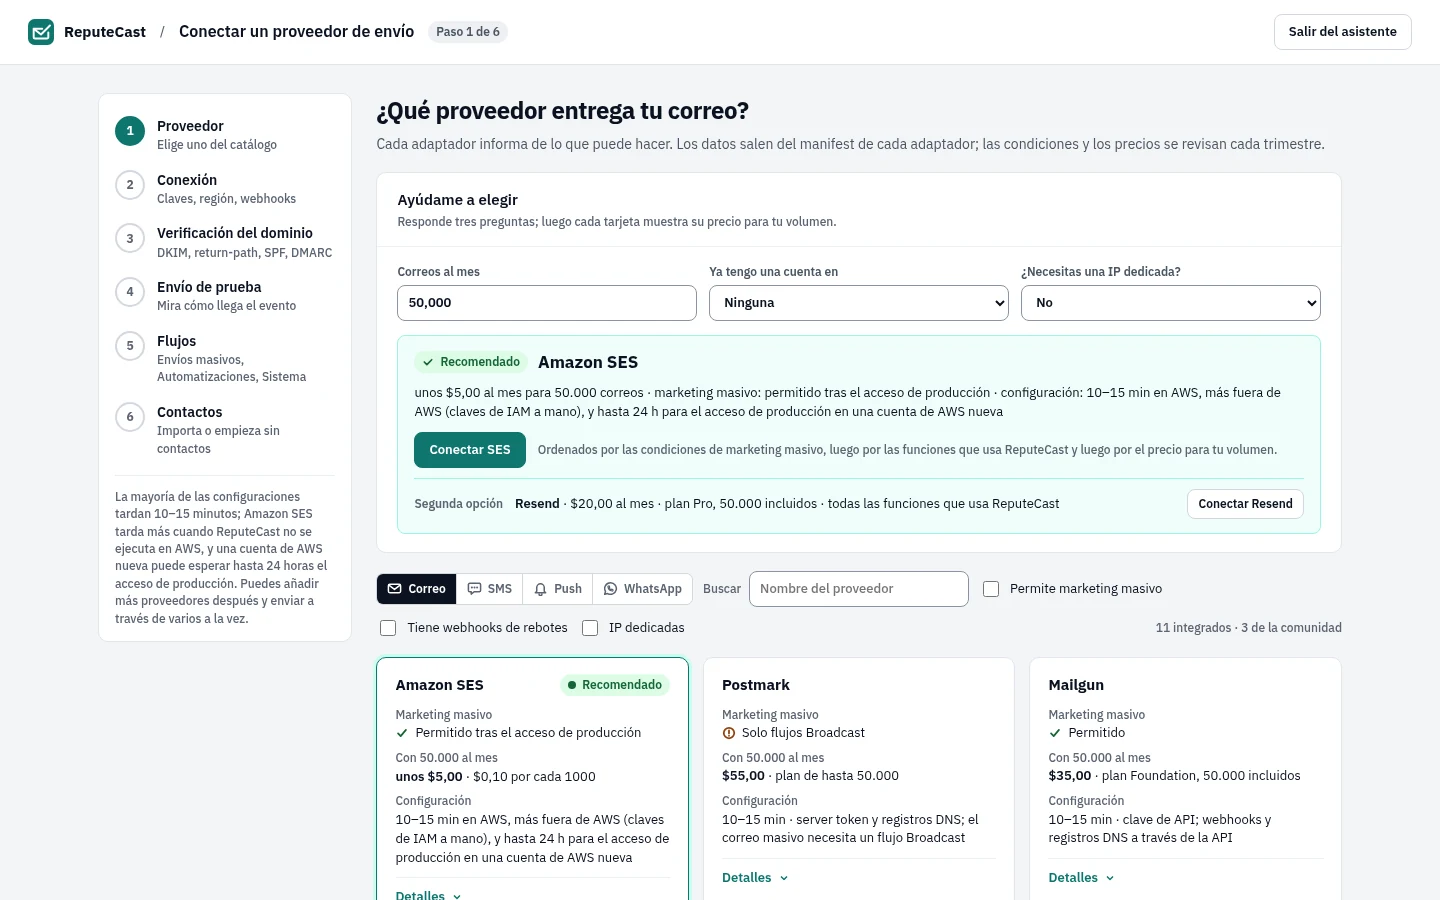 ReputeCast / Conectar un proveedor de envío Paso 1 de 6
Salir del asistente
1 Proveedor
Elige uno del catálogo
2 Conexión
Claves, región, webhooks
3 Verificación del dominio
DKIM, return-path, SPF, DMARC
4 Envío de prueba
Mira cómo llega el evento
5 Flujos
Envíos masivos,
Automatizaciones, Sistema
6 Contactos
Importa o empieza sin
contactos
La mayoría de las configuraciones
tardan 10–15 minutos; Amazon SES
tarda más cuando ReputeCast no se
ejecuta en AWS, y una cuenta de AWS
nueva puede esperar hasta 24 horas el
acceso de producción. Puedes añadir
más proveedores después y enviar a
través de varios a la vez.
¿Qué proveedor entrega tu correo?
Cada adaptador informa de lo que puede hacer. Los datos salen del manifest de cada adaptador; las condiciones y los precios se revisan cada trimestre.
Ayúdame a elegir
Responde tres preguntas; luego cada tarjeta muestra su precio para tu volumen.
Correos al mes
50,000
Ya tengo una cuenta en
Ninguna
¿Necesitas una IP dedicada?
No
Recomendado Amazon SES
unos $5,00 al mes para 50.000 correos · marketing masivo: permitido tras el acceso de producción · configuración: 10–15 min en AWS, más fuera de
AWS (claves de IAM a mano), y hasta 24 h para el acceso de producción en una cuenta de AWS nueva
Conectar SES
Ordenados por las condiciones de marketing masivo, luego por las funciones que usa ReputeCast y luego por el precio para tu volumen.
Segunda opción Resend · $20,00 al mes · plan Pro, 50.000 incluidos · todas las funciones que usa ReputeCast
Conectar Resend
Correo SMS Push WhatsApp Buscar Nombre del proveedor Permite marketing masivo
Tiene webhooks de rebotes IP dedicadas 11 integrados · 3 de la comunidad
Amazon SES Recomendado
Marketing masivo
Permitido tras el acceso de producción
Con 50.000 al mes
unos $5,00 · $0,10 por cada 1000
Configuración
10–15 min en AWS, más fuera de AWS (claves
de IAM a mano), y hasta 24 h para el acceso de
producción en una cuenta de AWS nueva
Detalles
Postmark
Marketing masivo
Solo flujos Broadcast
Con 50.000 al mes
$55,00 · plan de hasta 50.000
Configuración
10–15 min · server token y registros DNS; el
correo masivo necesita un flujo Broadcast
Detalles
Mailgun
Marketing masivo
Permitido
Con 50.000 al mes
$35,00 · plan Foundation, 50.000 incluidos
Configuración
10–15 min · clave de API; webhooks y
registros DNS a través de la API
Detalles